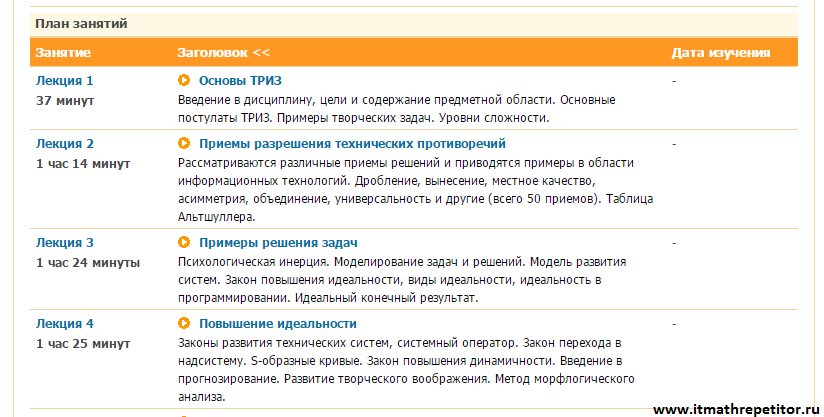 План занятий
Занятие Заголовок << Дата изучения
Лекция 1 Основы ТРИЗ -
37 минут Введение в дисциплину, цели и содержание предметной области. Основные
постулаты ТРИЗ. Примеры творческих задач. Уровни сложности.
Лекция 2 Приемы разрешения технических противоречий -
1 час 14 минут Рассматриваются различные приемы решений и приводятся примеры в области
информационных технологий. Дробление, вынесение, местное качество,
асимметрия, объединение, универсальность и другие (всего 50 приемов). Таблица
Альтшуллера.
Лекция 3 Примеры решения задач -
1 час 24 минуты Психологическая инерция. Моделирование задач и решений. Модель развития
систем. Закон повышения идеальности, виды идеальности, идеальность в
программировании. Идеальный конечный результат.
Лекция 4 Повышение идеальности -
1 час 25 минут Законы развития технических систем, системный оператор. Закон перехода в
надсистему. S-образные кривые. Закон повышения динамичности. Введение в
прогнозирование. Развитие творческого воображения. Метод морфлогического
анализа.
www.itmathrepetitor.ru